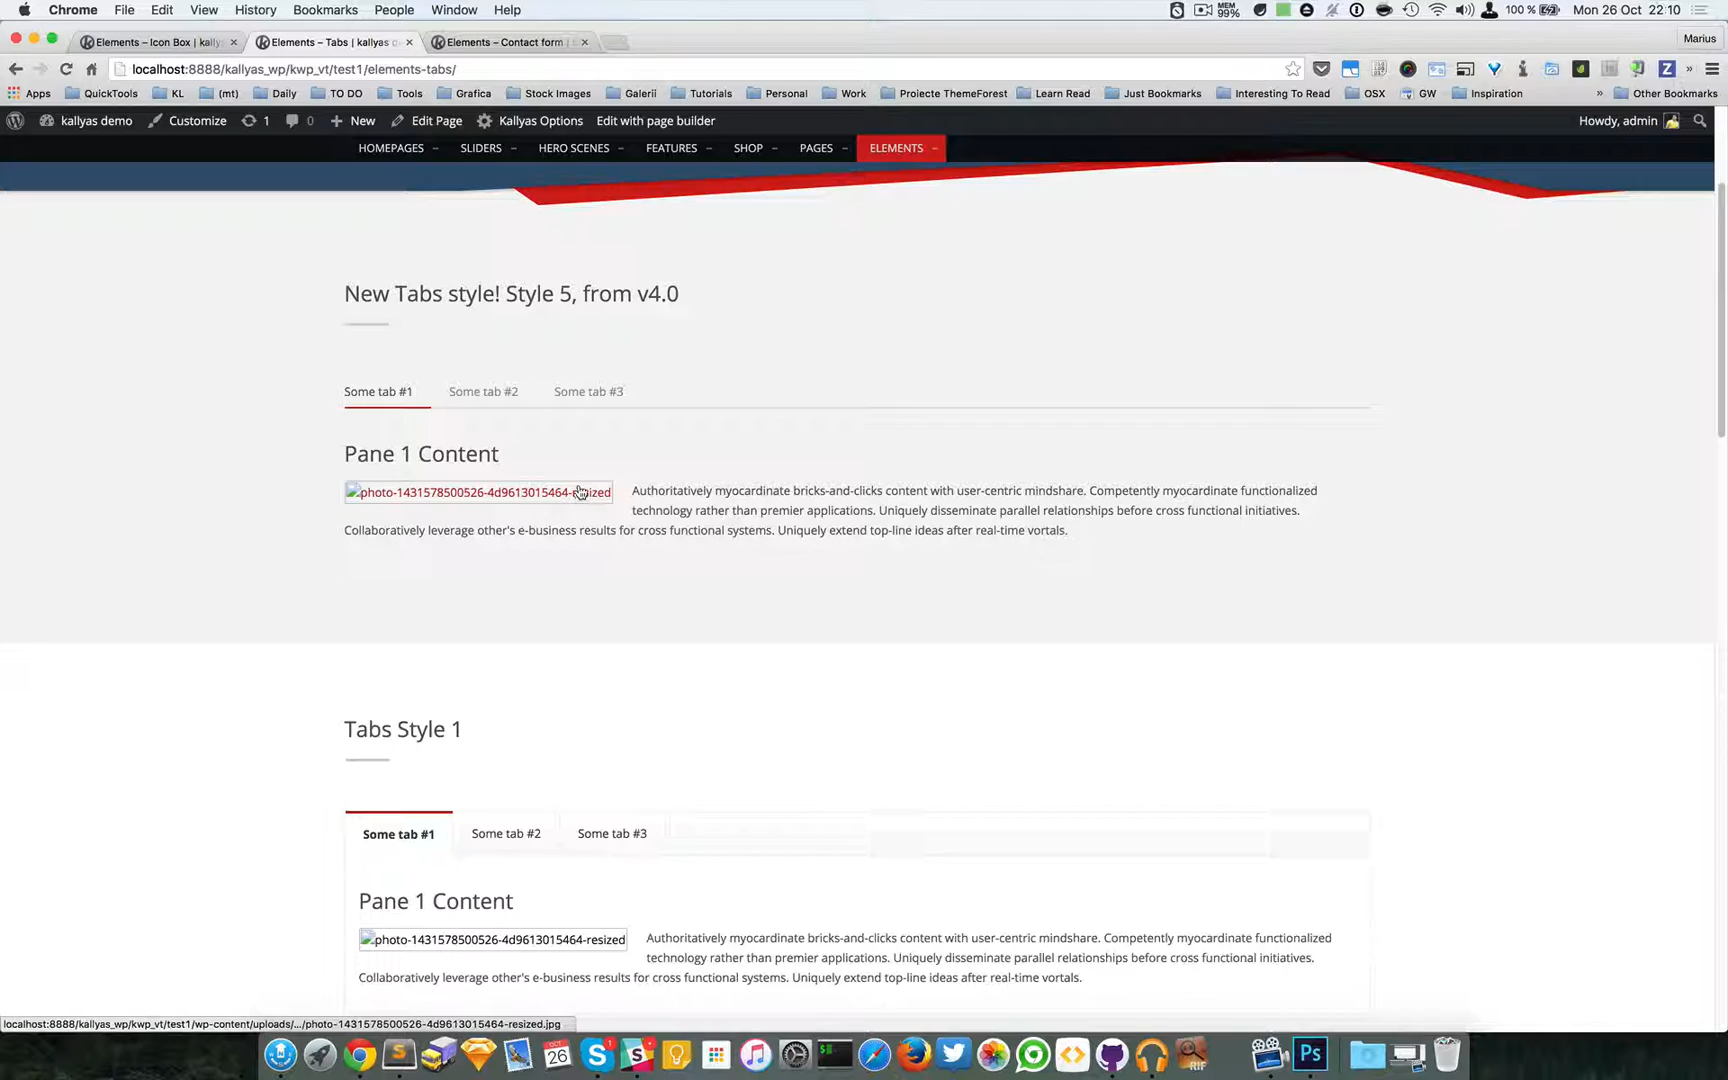 Chrome File Edit View History Bookmarks People Window Help MEM 99% 100 % Mon 26 Oct 22:10
Elements – Icon Box | kally Elements – Tabs | kallyas Elements – Contact form | Marius
localhost:8888/kallyas_wp/kwp_vt/test1/elements-tabs/
Apps QuickTools KL (mt) Daily TO DO Tools Grafica Stock Images Galerii Tutorials Personal Work Proiecte ThemeForest Learn Read Just Bookmarks Interesting To Read OSX GW Inspiration » Other Bookmarks
kallyas demo Customize 1 0 New Edit Page Kallyas Options Edit with page builder Howdy, admin
HOMEPAGES SLIDERS HERO SCENES FEATURES SHOP PAGES ELEMENTS
New Tabs style! Style 5, from v4.0
Some tab #1 Some tab #2 Some tab #3
Pane 1 Content
photo-1431578500526-4d9613015464-resized Authoritatively myocardinate bricks-and-clicks content with user-centric mindshare. Competently myocardinate functionalized
technology rather than premier applications. Uniquely disseminate parallel relationships before cross functional initiatives.
Collaboratively leverage other's e-business results for cross functional systems. Uniquely extend top-line ideas after real-time vortals.
Tabs Style 1
Some tab #1 Some tab #2 Some tab #3
Pane 1 Content
photo-1431578500526-4d9613015464-resized Authoritatively myocardinate bricks-and-clicks content with user-centric mindshare. Competently myocardinate functionalized
technology rather than premier applications. Uniquely disseminate parallel relationships before cross functional initiatives.
Collaboratively leverage other's e-business results for cross functional systems. Uniquely extend top-line ideas after real-time vortals.
localhost:8888/kallyas_wp/kwp_vt/test1/wp-content/uploads/.../photo-1431578500526-4d9613015464-resized.jpg
OCT 26 1 RIF Ps